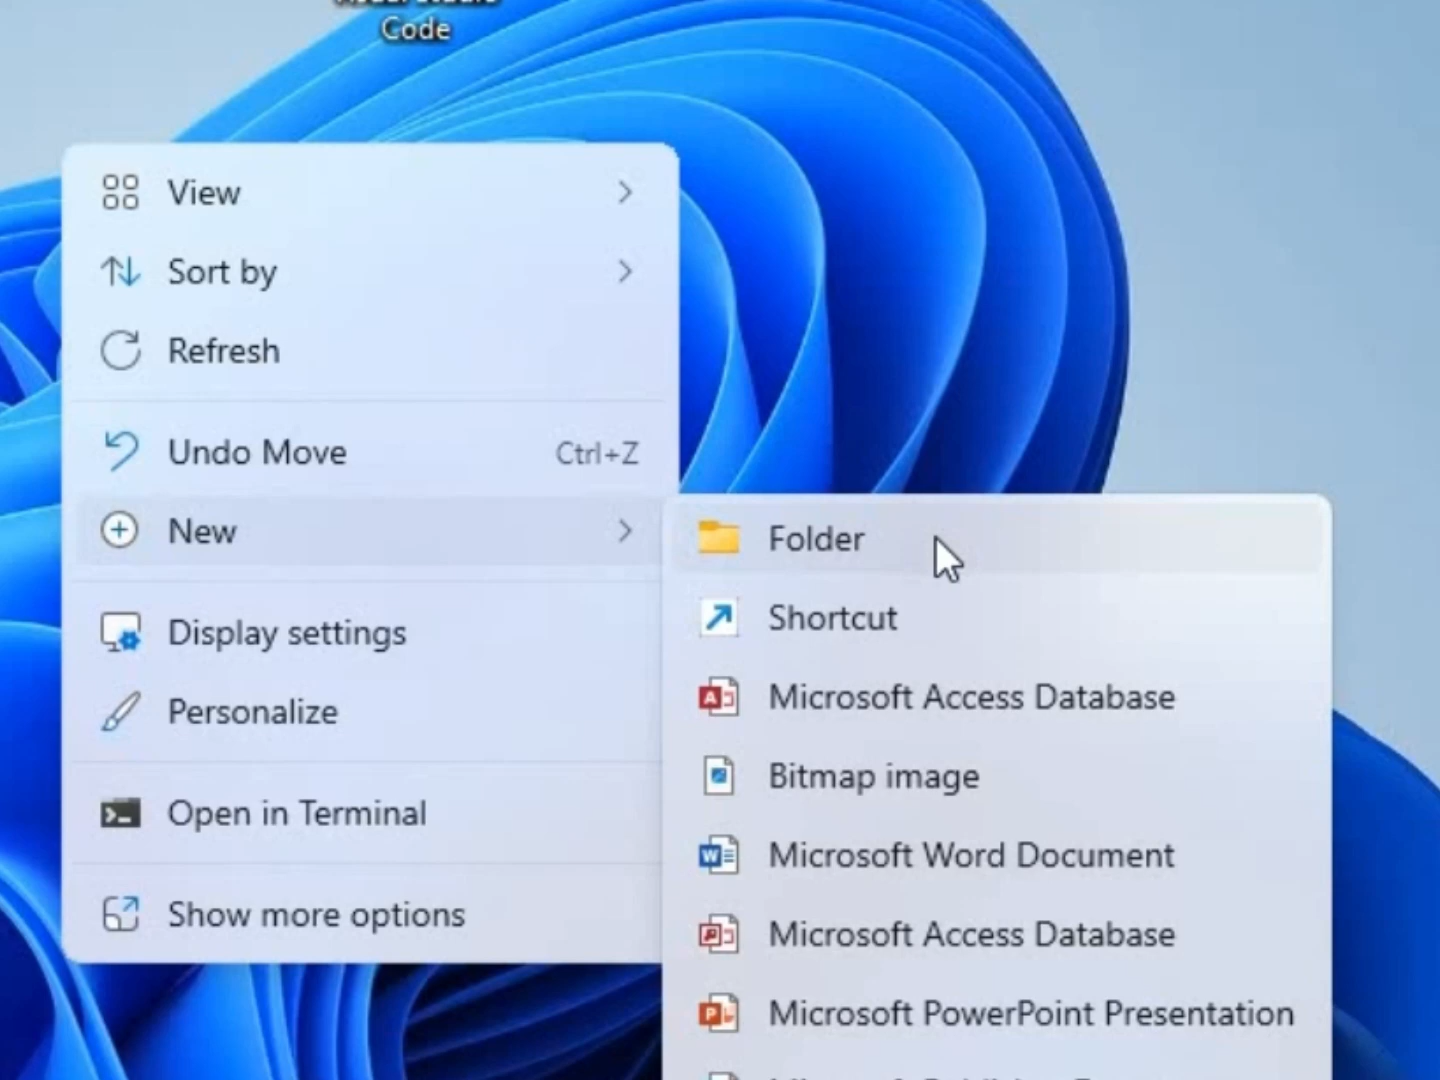 Code
View
Sort by
Refresh
Undo Move Ctrl+Z
New
Folder
Display settings
Shortcut
Personalize
Microsoft Access Database
Bitmap image
Open in Terminal
Microsoft Word Document
Show more options
Microsoft Access Database
Microsoft PowerPoint Presentation